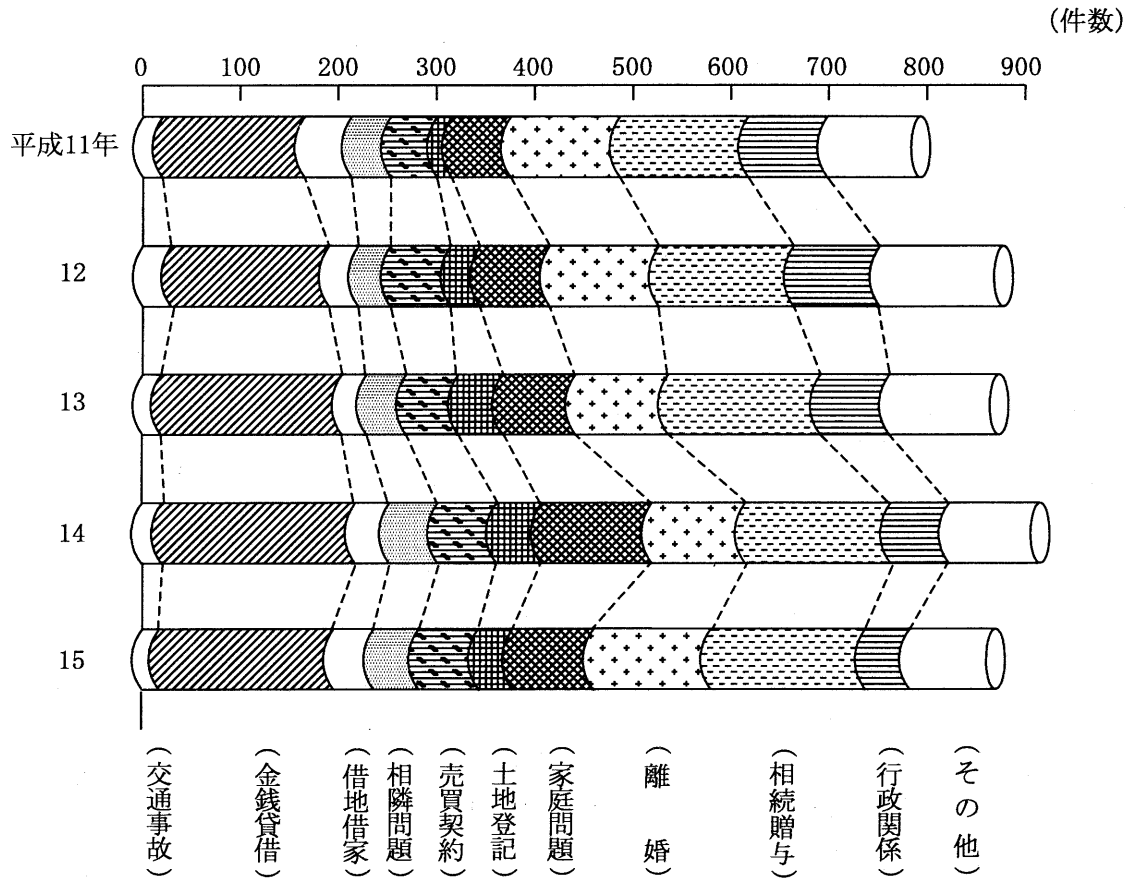 （件数）
0 100 200 300 400 500 600 700 800 900
平成11年
12
13
14
15
（交通事故）
（金銭貸借）
（借地借家）
（相隣問題）
（売買契約）
（土地登記）
（家庭問題）
（離婚）
（相続贈与）
（行政関係）
（その他）